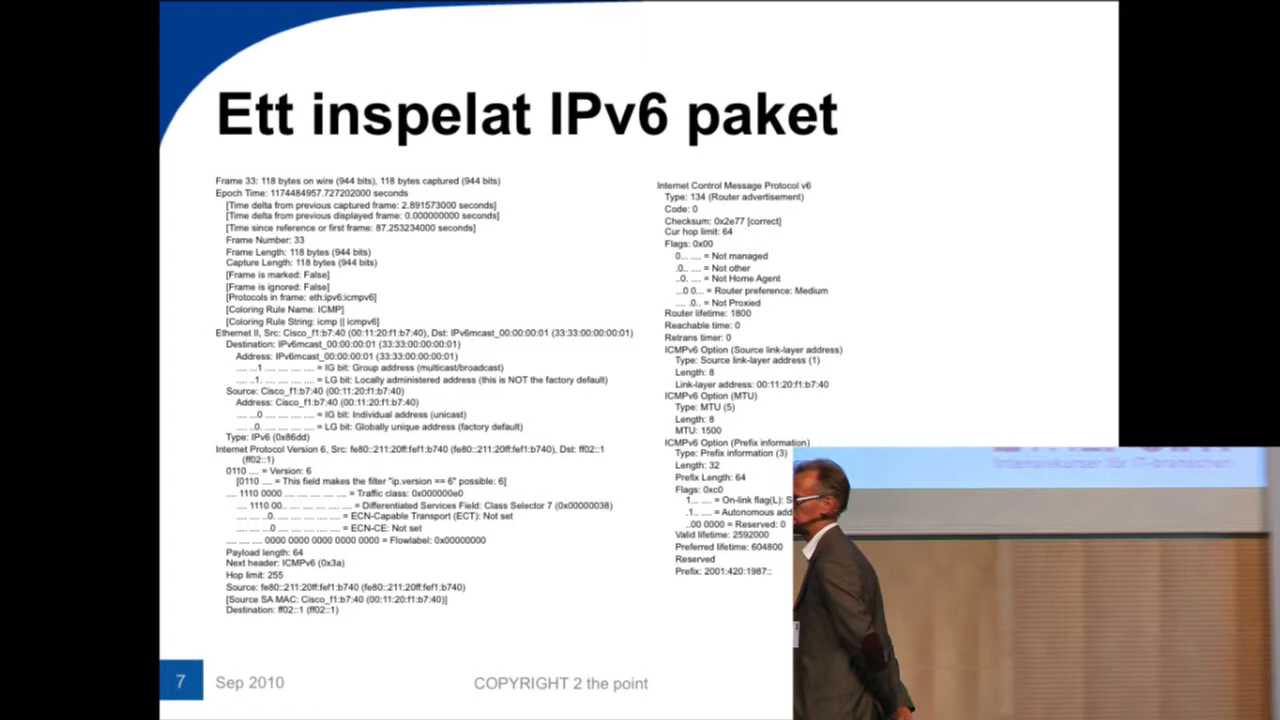 Ett inspelat IPv6 paket
Frame 33: 118 bytes on wire (944 bits), 118 bytes captured (944 bits)
Epoch Time: 1174484957.727202000 seconds
[Time delta from previous captured frame: 2.891573000 seconds]
[Time delta from previous displayed frame: 0.000000000 seconds]
[Time since reference or first frame: 87.253234000 seconds]
Frame Number: 33
Frame Length: 118 bytes (944 bits)
Capture Length: 118 bytes (944 bits)
[Frame is marked: False]
[Frame is ignored: False]
[Protocols in frame: eth:ipv6:icmpv6]
[Coloring Rule Name: ICMP]
[Coloring Rule String: icmp || icmpv6]
Ethernet II, Src: Cisco_f1:b7:40 (00:11:20:f1:b7:40), Dst: IPv6mcast_00:00:00:01 (33:33:00:00:00:01)
Destination: IPv6mcast_00:00:00:01 (33:33:00:00:00:01)
Address: IPv6mcast_00:00:00:01 (33:33:00:00:00:01)
.... ...1 .... .... .... .... = IG bit: Group address (multicast/broadcast)
.... ..1. .... .... .... .... = LG bit: Locally administered address (this is NOT the factory default)
Source: Cisco_f1:b7:40 (00:11:20:f1:b7:40)
Address: Cisco_f1:b7:40 (00:11:20:f1:b7:40)
.... ...0 .... .... .... .... = IG bit: Individual address (unicast)
.... ..0. .... .... .... .... = LG bit: Globally unique address (factory default)
Type: IPv6 (0x86dd)
Internet Protocol Version 6, Src: fe80::211:20ff:fef1:b740 (fe80::211:20ff:fef1:b740), Dst: ff02::1
(ff02::1)
0110 .... = Version: 6
[0110 .... = This field makes the filter "ip.version == 6" possible: 6]
.... 1110 0000 .... .... .... .... .... = Traffic class: 0x000000e0
.... 1110 00.. .... .... .... .... .... = Differentiated Services Field: Class Selector 7 (0x00000038)
.... .... ..0. .... .... .... .... .... = ECN-Capable Transport (ECT): Not set
.... .... ...0 .... .... .... .... .... = ECN-CE: Not set
.... .... .... 0000 0000 0000 0000 0000 = Flowlabel: 0x00000000
Payload length: 64
Next header: ICMPv6 (0x3a)
Hop limit: 255
Source: fe80::211:20ff:fef1:b740 (fe80::211:20ff:fef1:b740)
[Source SA MAC: Cisco_f1:b7:40 (00:11:20:f1:b7:40)]
Destination: ff02::1 (ff02::1)
Internet Control Message Protocol v6
Type: 134 (Router advertisement)
Code: 0
Checksum: 0x2e77 [correct]
Cur hop limit: 64
Flags: 0x00
0... .... = Not managed
.0.. .... = Not other
..0. .... = Not Home Agent
...0 0... = Router preference: Medium
.... .0.. = Not Proxied
Router lifetime: 1800
Reachable time: 0
Retrans timer: 0
ICMPv6 Option (Source link-layer address)
Type: Source link-layer address (1)
Length: 8
Link-layer address: 00:11:20:f1:b7:40
ICMPv6 Option (MTU)
Type: MTU (5)
Length: 8
MTU: 1500
ICMPv6 Option (Prefix information)
Type: Prefix information (3)
Length: 32
Prefix Length: 64
Flags: 0xc0
1... .... = On-link flag(L):
.1.. .... = Autonomous
..00 0000 = Reserved: 0
Valid lifetime: 2592000
Preferred lifetime: 604800
Reserved
Prefix: 2001:420:1987::
7
Sep 2010
COPYRIGHT 2 the point